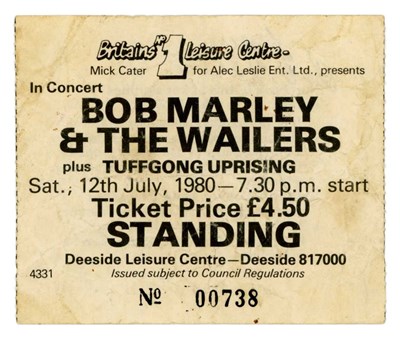 Britains Nº1 Leisure Centre-
Mick Cater for Alec Leslie Ent. Ltd., presents
In Concert
BOB MARLEY
& THE WAILERS
plus TUFFGONG UPRISING
Sat., 12th July, 1980—7.30 p.m. start
Ticket Price £4.50
STANDING
Deeside Leisure Centre—Deeside 817000
4331 Issued subject to Council Regulations
Nº 00738